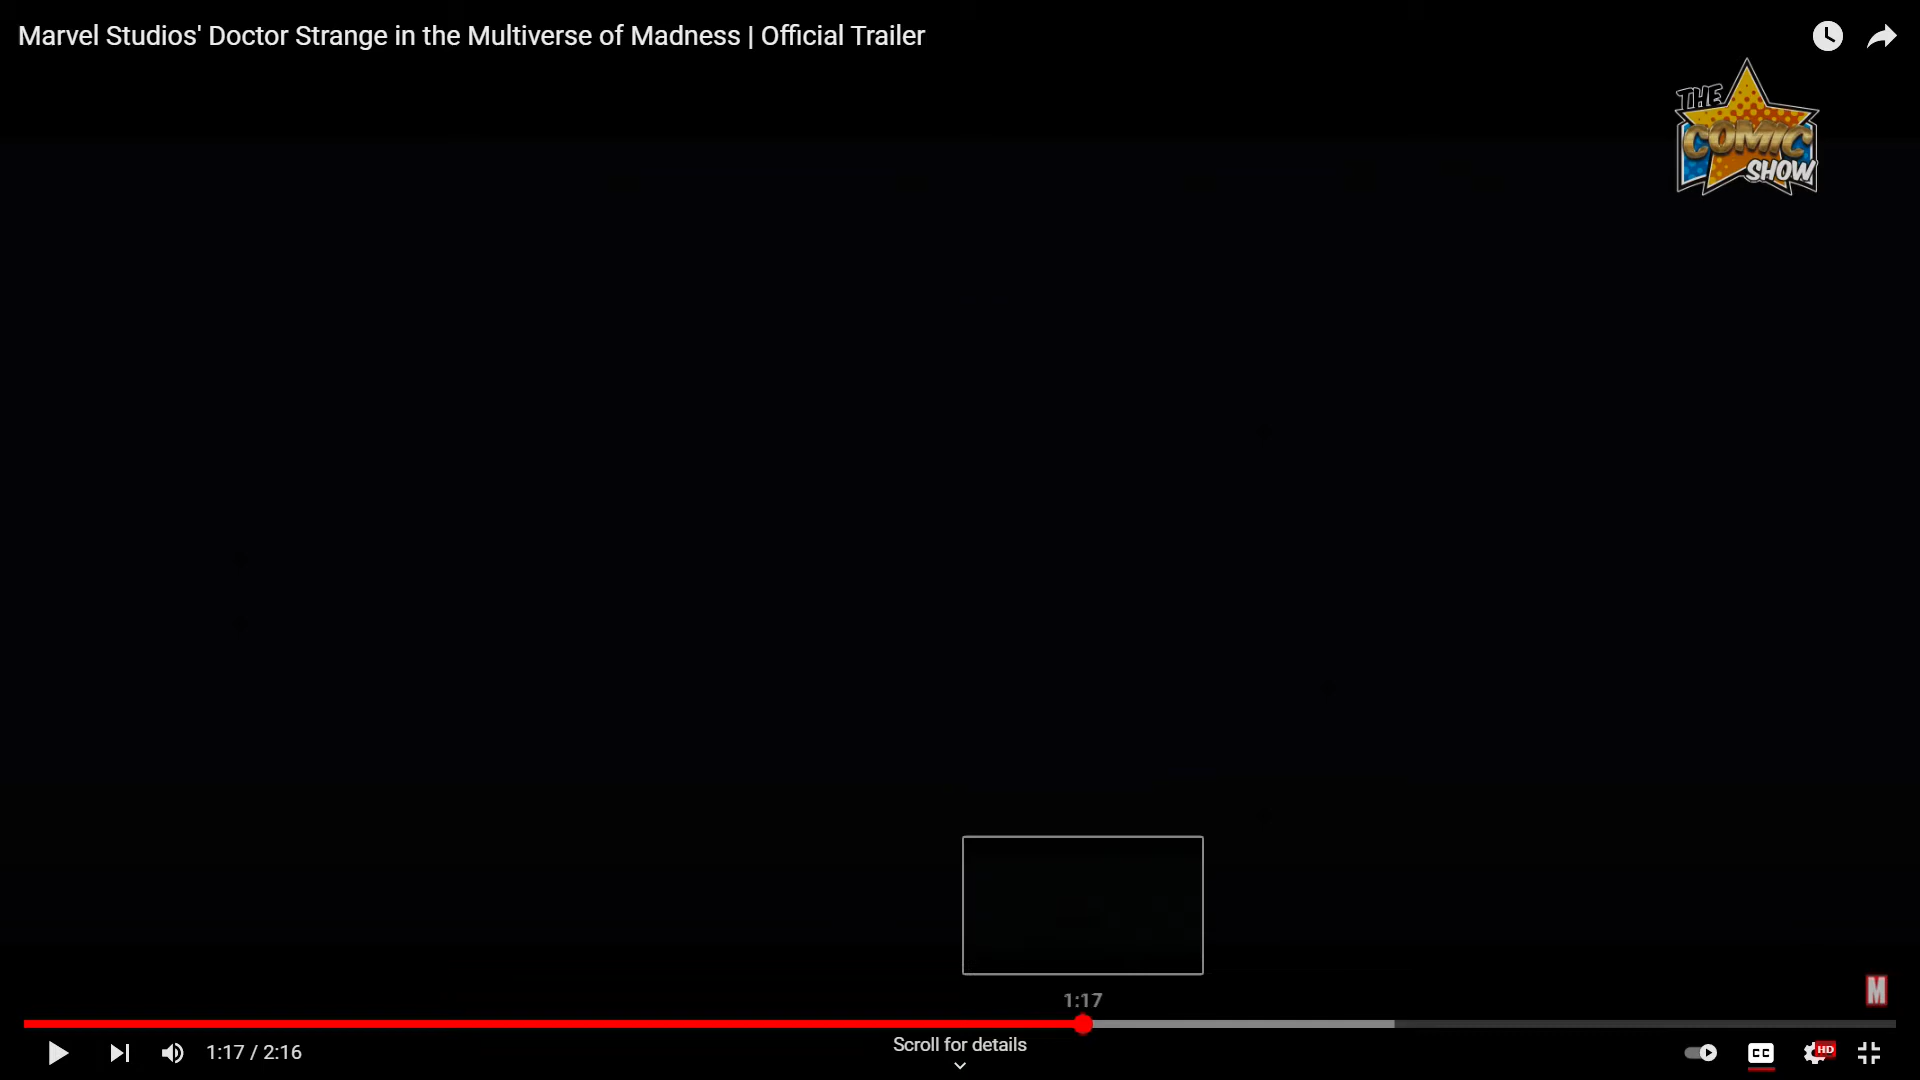 Marvel Studios' Doctor Strange in the Multiverse of Madness | Official Trailer
THE
COMIC
SHOW
1:17
M
1:17 / 2:16
Scroll for details
CC
HD